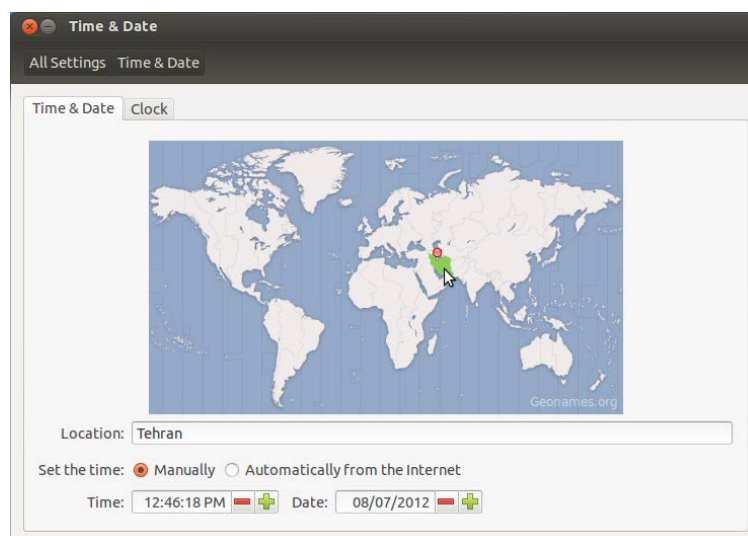 Time & Date
All Settings Time & Date
Time & Date Clock
Geonames.org
Location: Tehran
Set the time: Manually Automatically from the Internet
Time: 12:46:18 PM Date: 08/07/2012